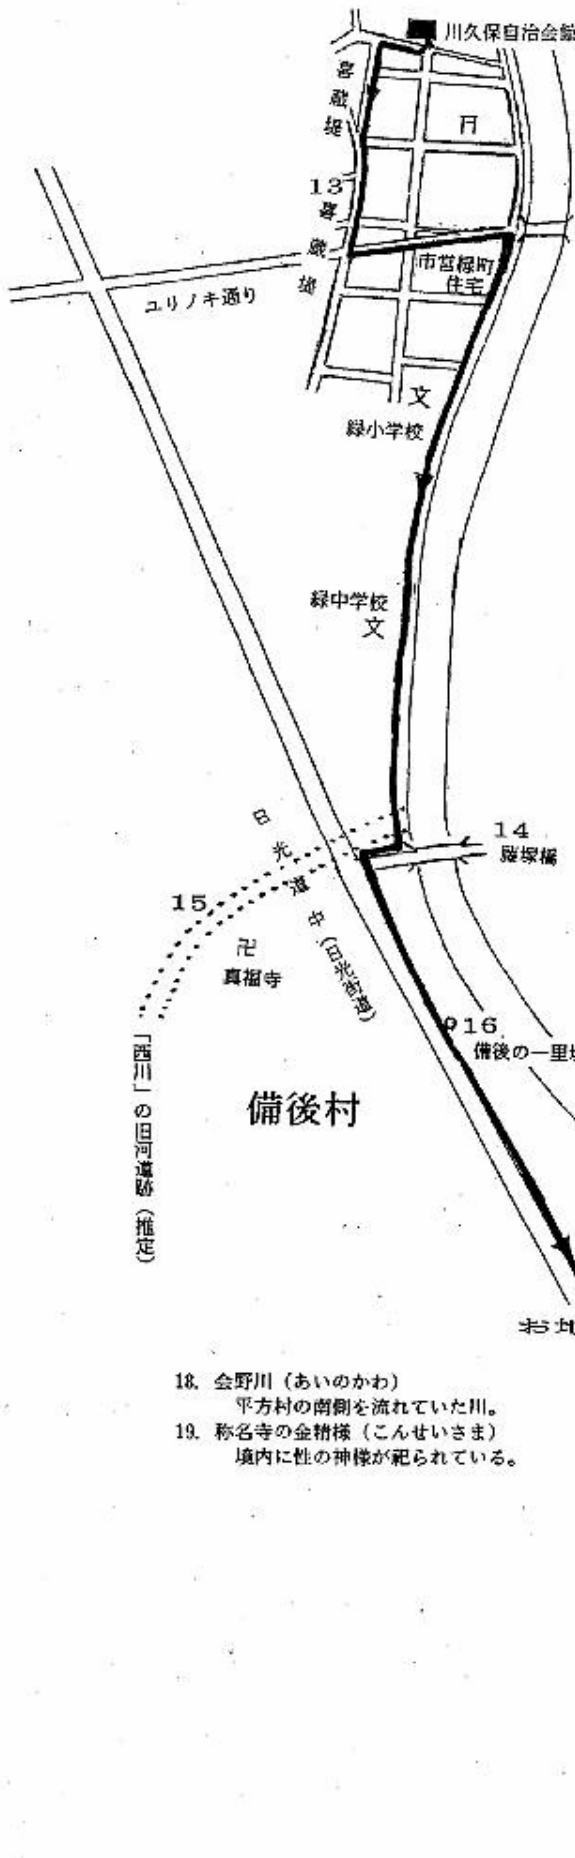 川久保自治会館
喜蔵堤
13
喜蔵堤
市営緑町
住宅
ユリノキ通り
文
緑小学校
緑中学校
文
14
日光道中(日光街道)
15
卍
真福寺
16
備後の一里塚
「西川」の旧河道跡(推定)
備後村
18. 会野川(あいのかわ)
平方村の南側を流れていた川。
19. 称名寺の金精様(こんせいさま)
境内に性の神様が祀られている。